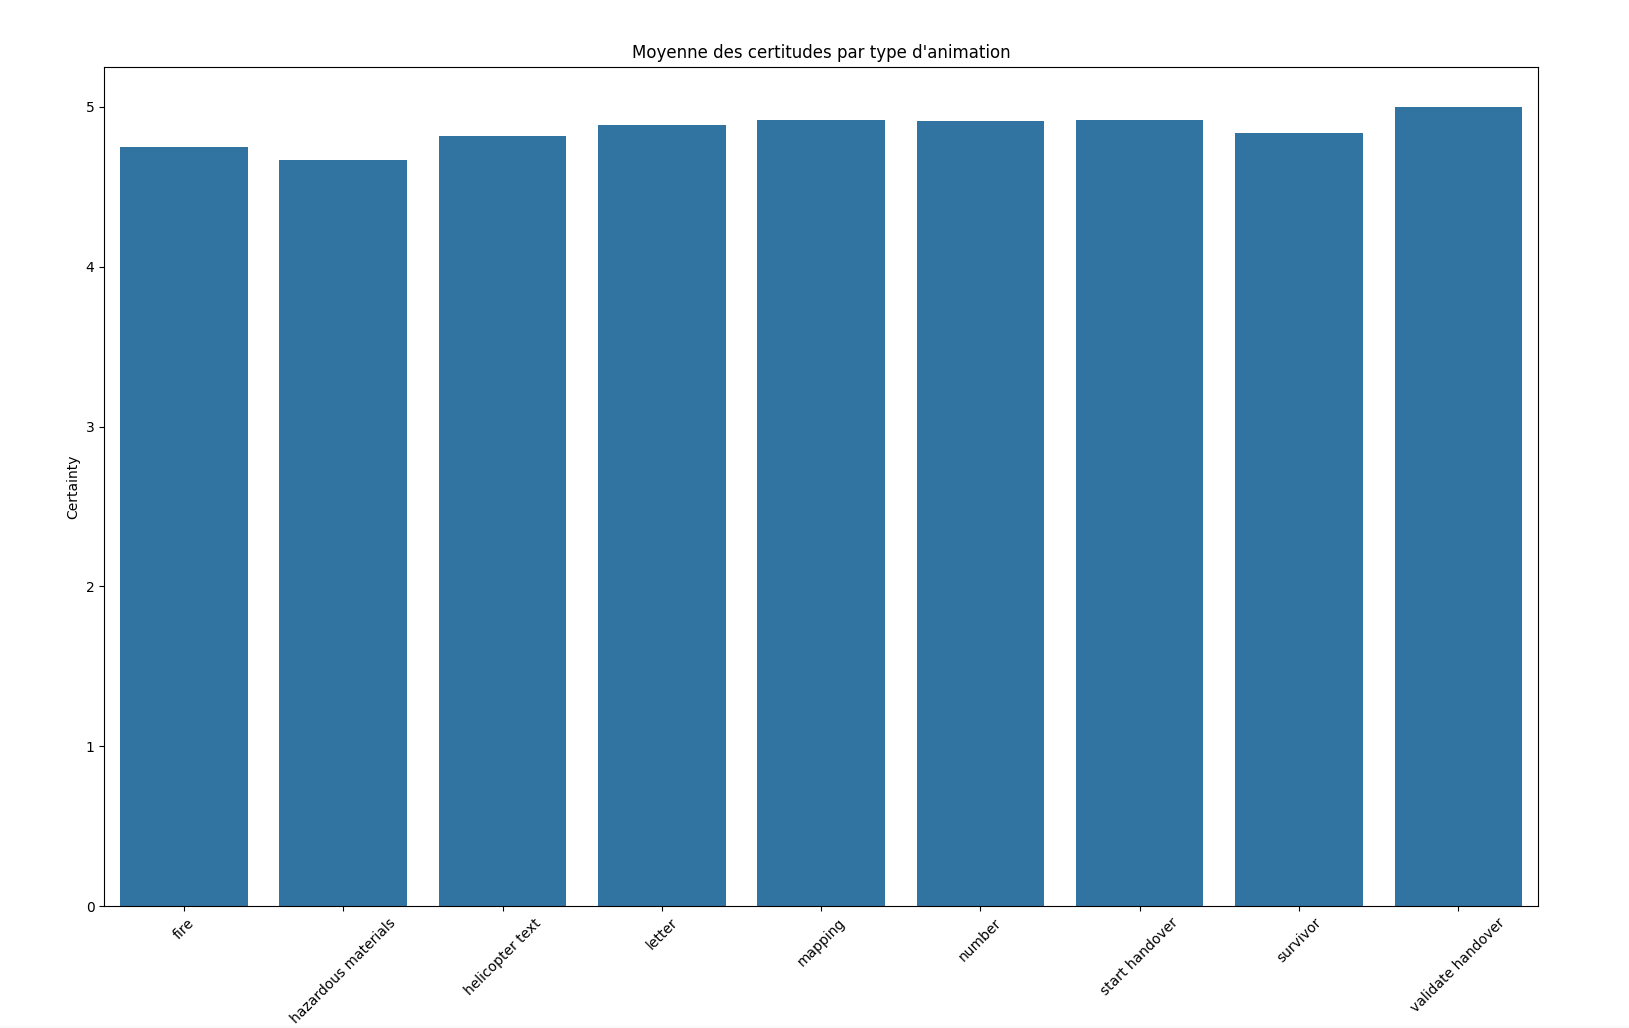 Moyenne des certitudes par type d'animation
Certainty
5
4
3
2
1
0
fire
hazardous materials
helicopter text
letter
mapping
number
start handover
survivor
validate handover